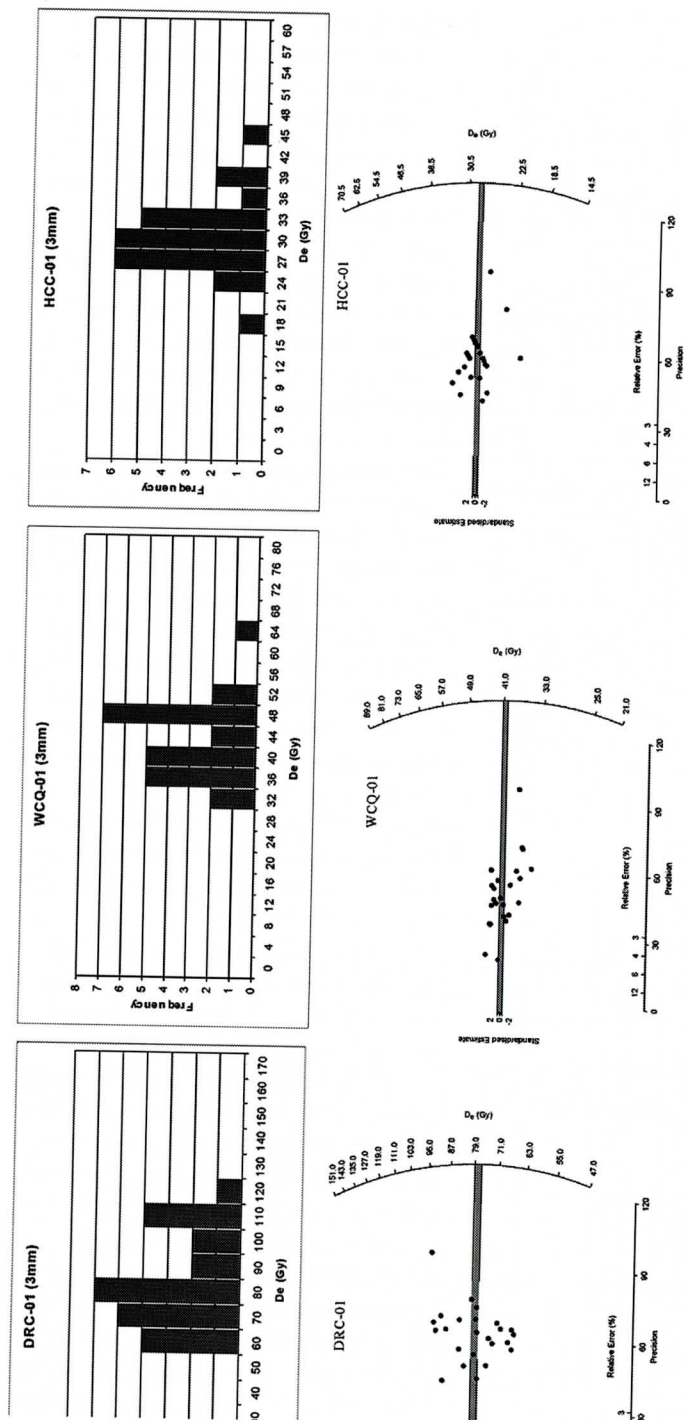 HCC-01 (3mm)
Frequency
7
6
5
4
3
2
1
0
0 3 6 9 12 15 18 21 24 27 30 33 36 39 42 45 48 51 54 57 60
De (Gy)
HCC-01
De (Gy)
70.5 62.5 54.5 46.5 38.5 30.5 22.5 18.5 14.5
Standardised Estimate
2
0
-2
Relative Error (%)
12 6 4 3
0 30 60 90 120
Precision
WCQ-01 (3mm)
Frequency
8
7
6
5
4
3
2
1
0
0 4 8 12 16 20 24 28 32 36 40 44 48 52 56 60 64 68 72 76 80
De (Gy)
WCQ-01
De (Gy)
89.0 81.0 73.0 65.0 57.0 49.0 41.0 33.0 25.0 21.0
Standardised Estimate
2
0
-2
Relative Error (%)
12 6 4 3
0 30 60 90 120
Precision
DRC-01 (3mm)
40 50 60 70 80 90 100 110 120 130 140 150 160 170
De (Gy)
DRC-01
De (Gy)
151.0 143.0 135.0 127.0 119.0 111.0 103.0 95.0 87.0 79.0 71.0 63.0 55.0 47.0
Relative Error (%)
3
60 90 120
Precision